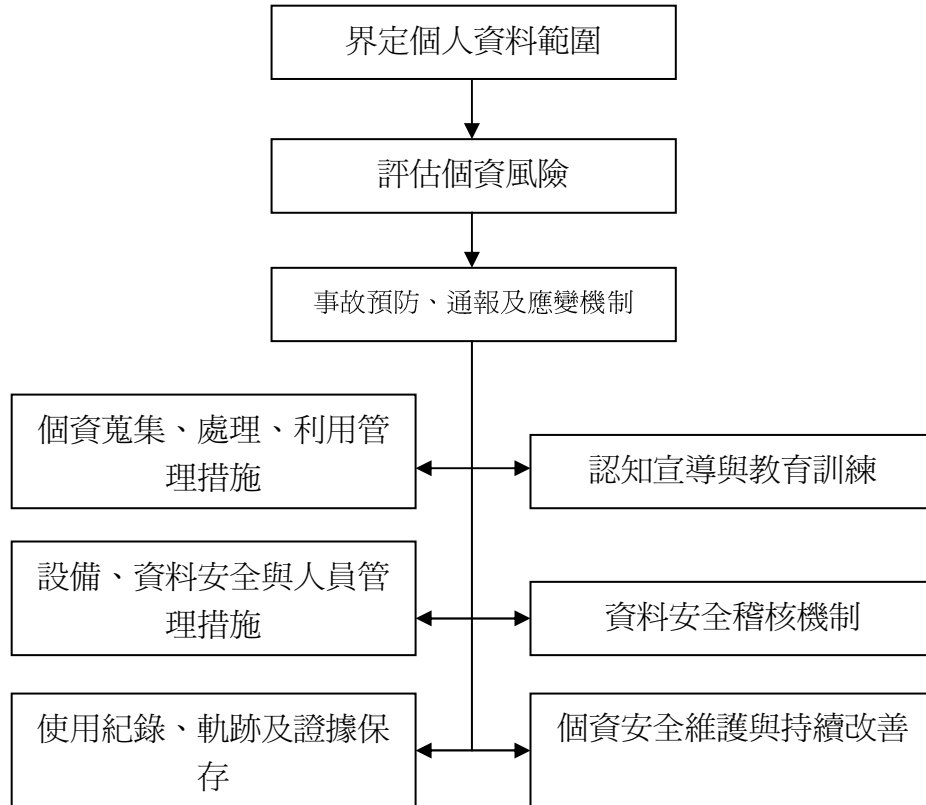 界定個人資料範圍
評估個資風險
事故預防、通報及應變機制
個資蒐集、處理、利用管
理措施
認知宣導與教育訓練
設備、資料安全與人員管
理措施
資料安全稽核機制
使用紀錄、軌跡及證據保
存
個資安全維護與持續改善